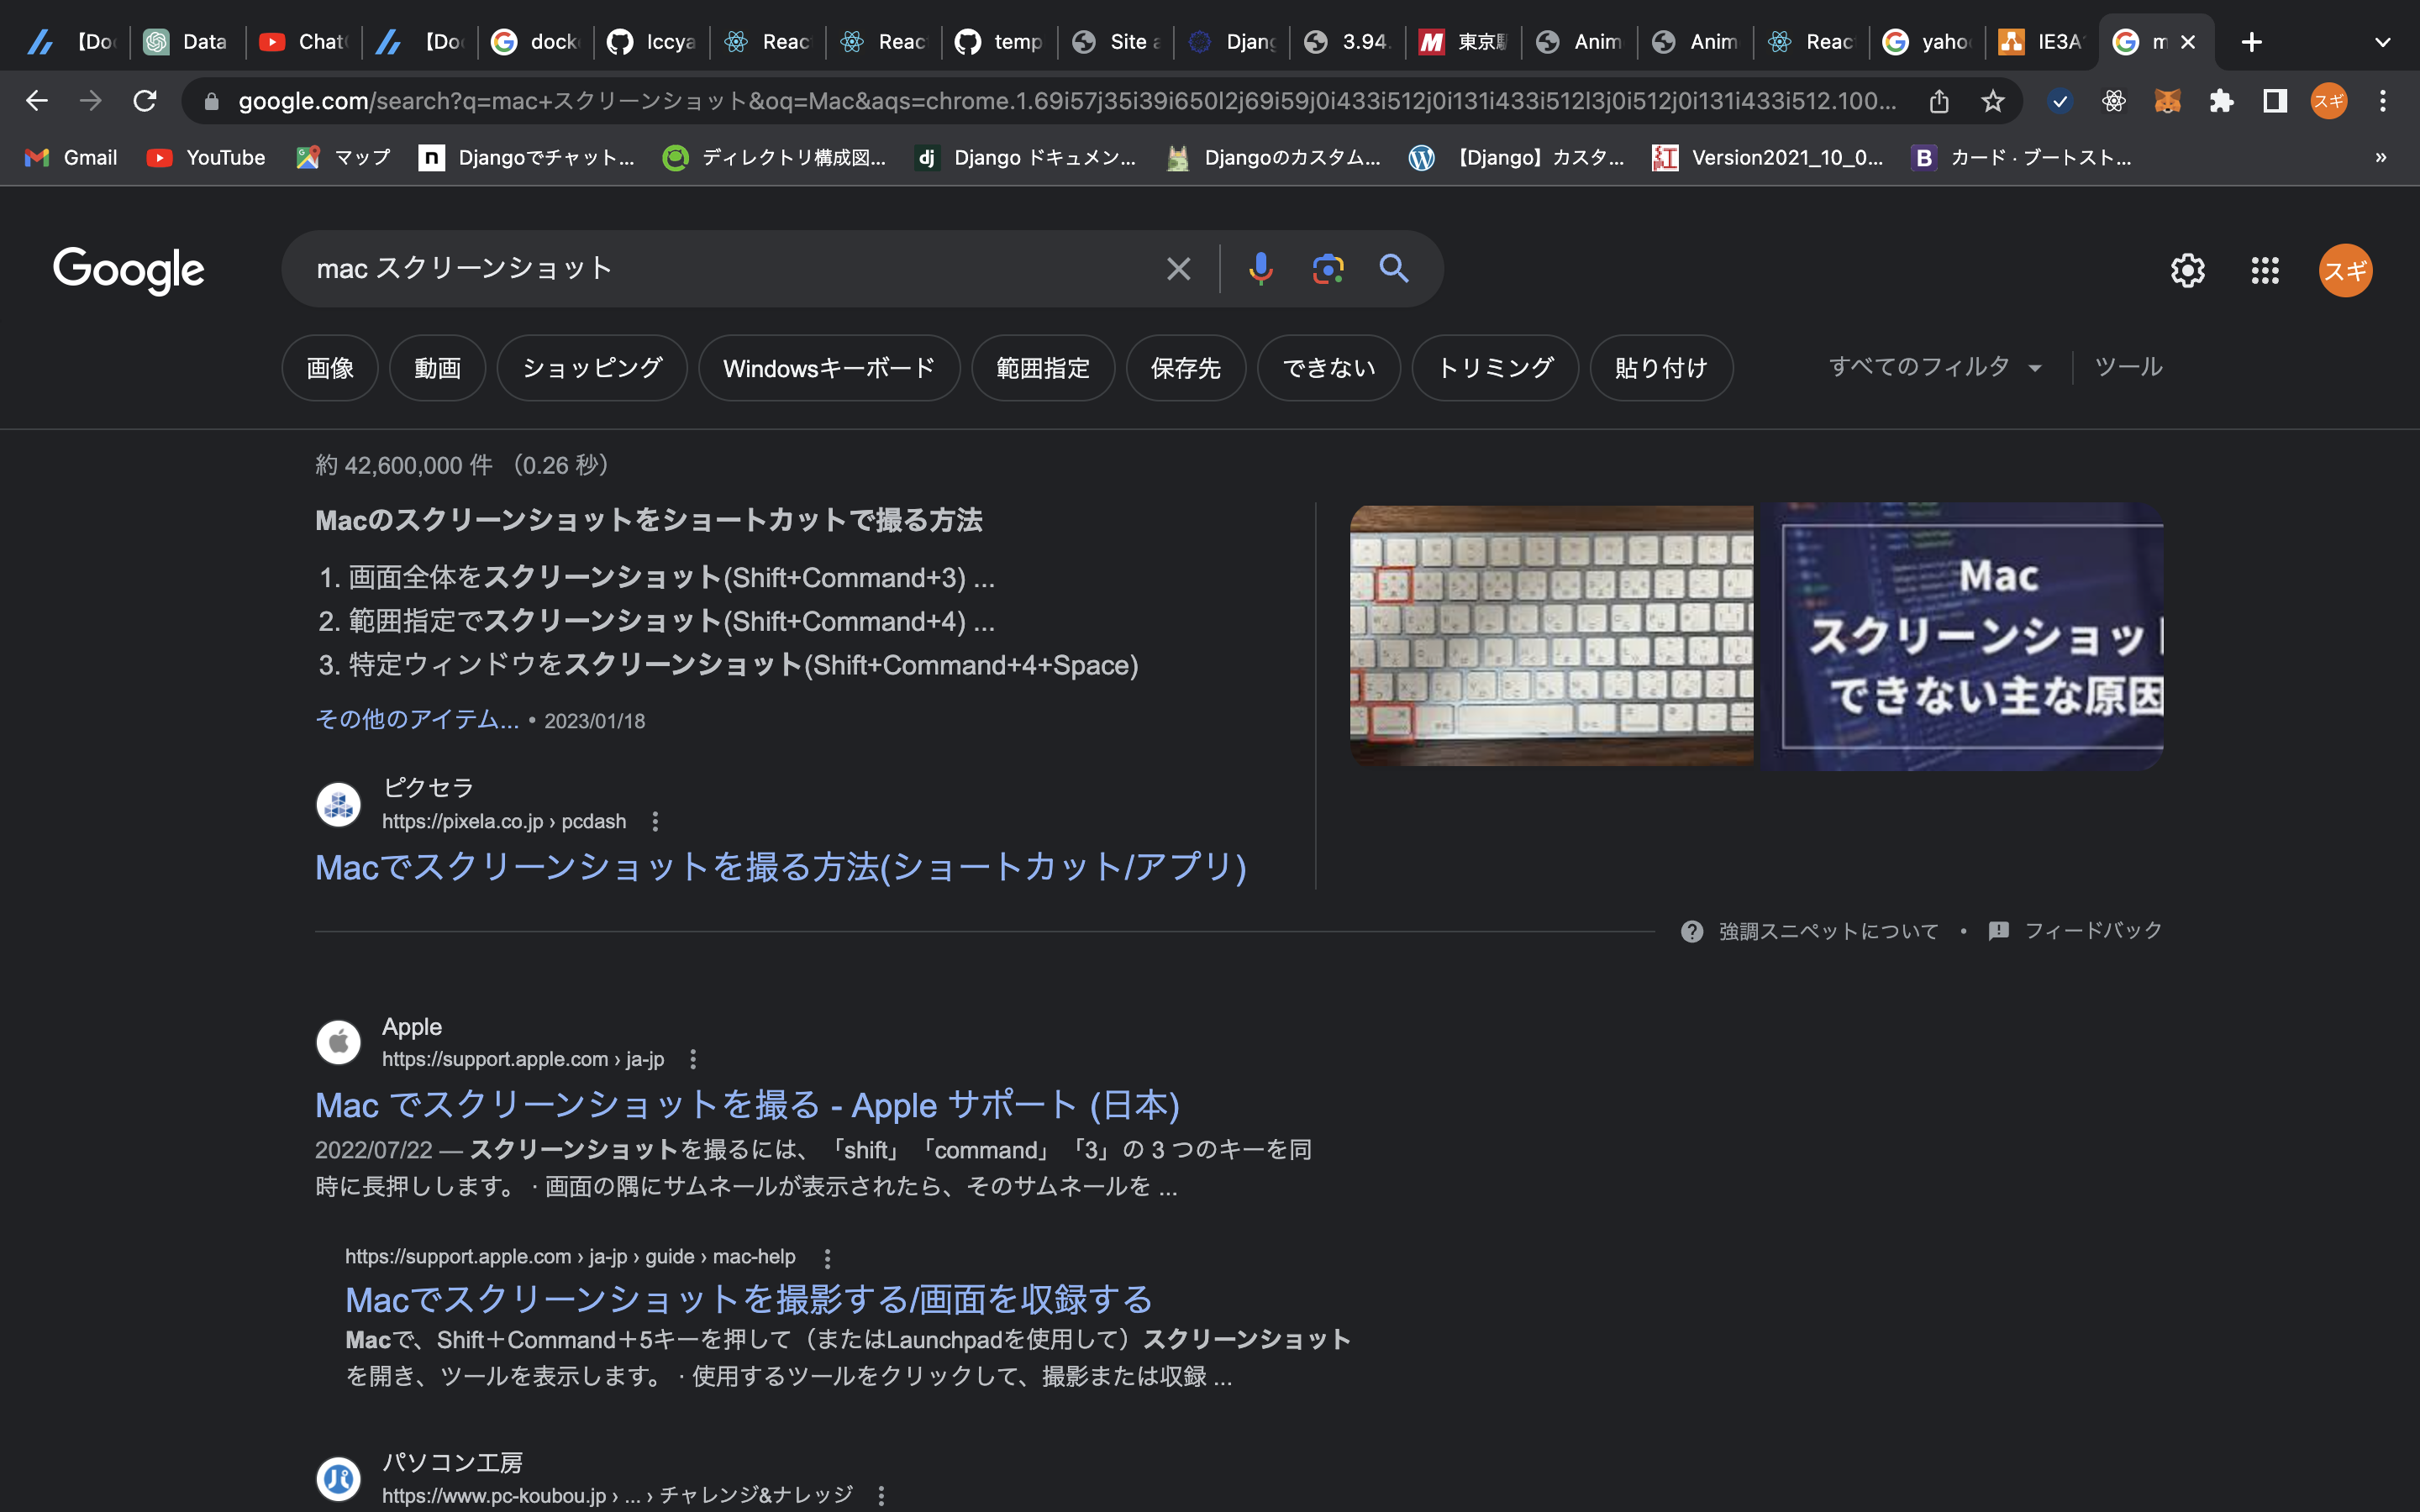 【Do
Data
Chat
【Do
dock
Iccya
Reac
Reac
temp
Site a
Djang
3.94.
東京駅
Anim
Anim
Reac
yaho
IE3A
m
google.com/search?q=mac+スクリーンショット&oq=Mac&aqs=chrome.1.69i57j35i39i650l2j69i59j0i433i512j0i131i433i512l3j0i512j0i131i433i512.100...
スギ
Gmail
YouTube
マップ
Djangoでチャット...
ディレクトリ構成図...
dj
Django ドキュメン...
Djangoのカスタム...
【Django】カスタ...
Version2021_10_0...
B
カード · ブートスト...
»
Google
mac スクリーンショット
スギ
画像
動画
ショッピング
Windowsキーボード
範囲指定
保存先
できない
トリミング
貼り付け
すべてのフィルタ
ツール
約 42,600,000 件 （0.26 秒）
Macのスクリーンショットをショートカットで撮る方法
1. 画面全体をスクリーンショット(Shift+Command+3) ...
2. 範囲指定でスクリーンショット(Shift+Command+4) ...
3. 特定ウィンドウをスクリーンショット(Shift+Command+4+Space)
その他のアイテム... • 2023/01/18
Mac
スクリーンショッ
できない主な原因
ピクセラ
https://pixela.co.jp › pcdash
Macでスクリーンショットを撮る方法(ショートカット/アプリ)
強調スニペットについて • フィードバック
Apple
https://support.apple.com › ja-jp
Mac でスクリーンショットを撮る - Apple サポート (日本)
2022/07/22 — スクリーンショットを撮るには、「shift」「command」「3」の 3 つのキーを同
時に長押しします。 · 画面の隅にサムネールが表示されたら、そのサムネールを ...
https://support.apple.com › ja-jp › guide › mac-help
Macでスクリーンショットを撮影する/画面を収録する
Macで、Shift＋Command＋5キーを押して（またはLaunchpadを使用して）スクリーンショット
を開き、ツールを表示します。 · 使用するツールをクリックして、撮影または収録 ...
パソコン工房
https://www.pc-koubou.jp › ... › チャレンジ&ナレッジ